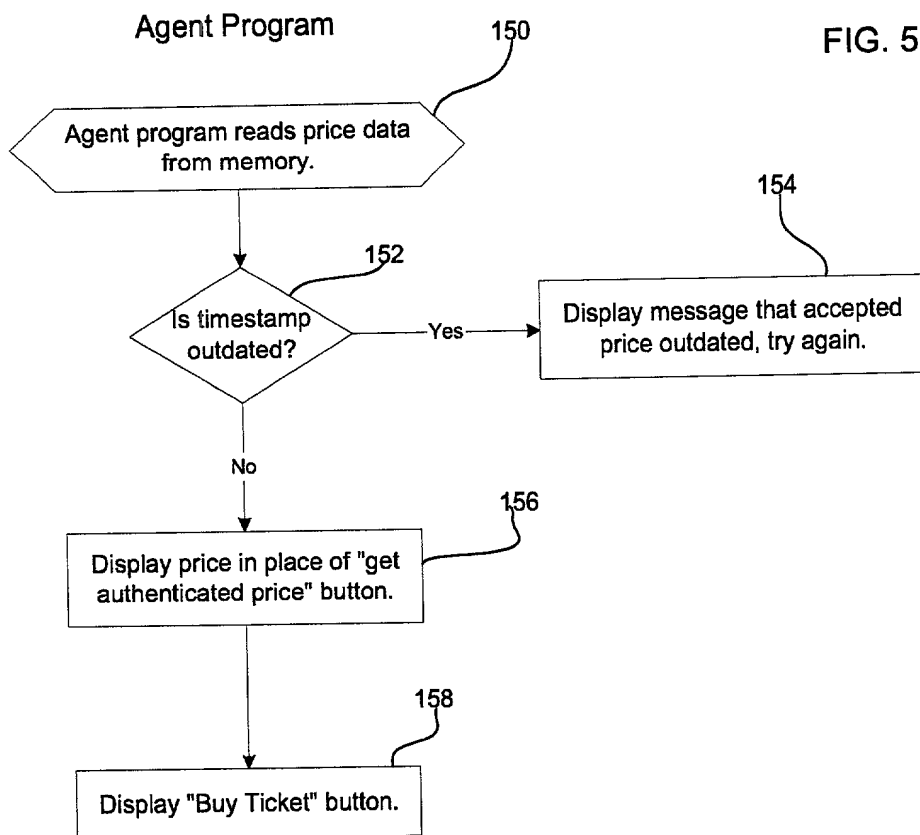 Agent Program
150
FIG. 5
Agent program reads price data
from memory.
154
152
Is timestamp
outdated?
Yes
Display message that accepted
price outdated, try again.
No
156
Display price in place of "get
authenticated price" button.
158
Display "Buy Ticket" button.